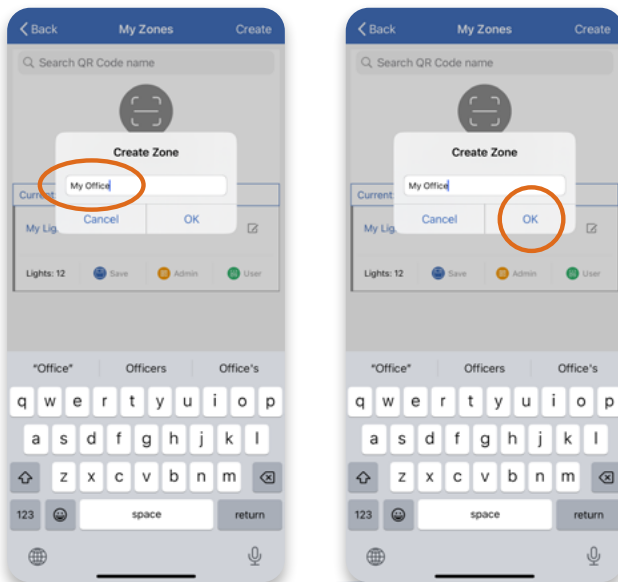 Back My Zones Create
Search QR Code name
Create Zone
My Office
Current
Cancel OK
My Lig
Lights: 12 Save Admin User
"Office" Officers Office's
q w e r t y u i o p
a s d f g h j k l
z x c v b n m
123 space return
Back My Zones Create
Search QR Code name
Create Zone
My Office
Current
Cancel OK
My Lig
Lights: 12 Save Admin User
"Office" Officers Office's
q w e r t y u i o p
a s d f g h j k l
z x c v b n m
123 space return